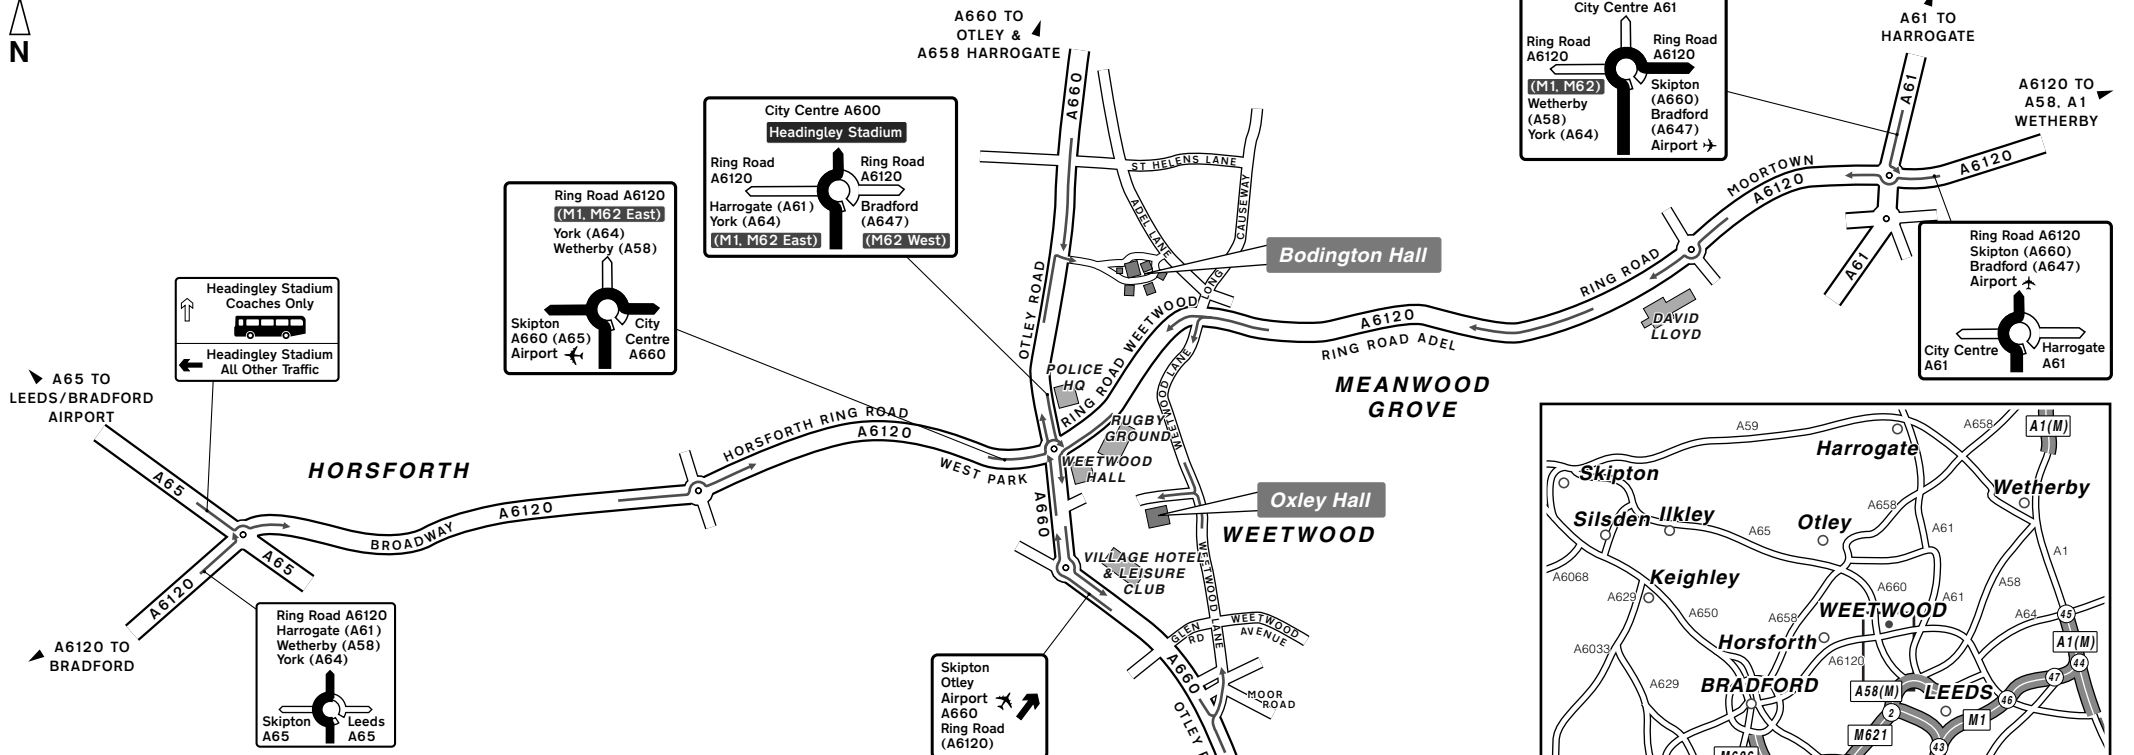 N
A660 TO
OTLEY &
A658 HARROGATE
A660
City Centre A61
Ring Road
A6120
(M1, M62)
Wetherby
(A58)
York (A64)
Ring Road
A6120
Skipton
(A660)
Bradford
(A647)
Airport
A61 TO
HARROGATE
A61
A6120 TO
A58, A1
WETHERBY
A6120
MOORTOWN
A6120
A61
City Centre A600
Headingley Stadium
Ring Road
A6120
Harrogate (A61)
York (A64)
(M1, M62 East)
Ring Road
A6120
Bradford
(A647)
(M62 West)
ST HELENS LANE
ADEL LANE
CAUSEWAY
LONG
Bodington Hall
Ring Road A6120
(M1, M62 East)
York (A64)
Wetherby (A58)
Skipton
A660 (A65)
Airport
City
Centre
A660
Ring Road A6120
Skipton (A660)
Bradford (A647)
Airport
City Centre
A61
Harrogate
A61
Headingley Stadium
Coaches Only
Headingley Stadium
All Other Traffic
OTLEY ROAD
RING ROAD WEETWOOD
A6120
RING ROAD ADEL
RING ROAD
DAVID
LLOYD
POLICE
HQ
MEANWOOD
GROVE
A65 TO
LEEDS/BRADFORD
AIRPORT
A65
HORSFORTH
HORSFORTH RING ROAD
A6120
WEST PARK
RUGBY
GROUND
WEETWOOD
HALL
WEETWOOD LANE
A660
Oxley Hall
WEETWOOD
BROADWAY
A6120
A65
A6120
A6120 TO
BRADFORD
Ring Road A6120
Harrogate (A61)
Wetherby (A58)
York (A64)
Skipton
A65
Leeds
A65
VILLAGE HOTEL
& LEISURE
CLUB
WEETWOOD LANE
GLEN
RD
WEETWOOD
AVENUE
A660
MOOR
ROAD
OTLEY
Skipton
Otley
Airport
A660
Ring Road
(A6120)
A59
A658
A1(M)
Harrogate
Skipton
Wetherby
A658
Silsden
Ilkley
A65
Otley
A61
A1
A6068
Keighley
A629
A650
A658
A660
A61
A58
WEETWOOD
A64
45
Horsforth
A6033
A6120
A1(M)
44
A629
BRADFORD
A58(M)
LEEDS
47
46
2
M1
M621
43
M606